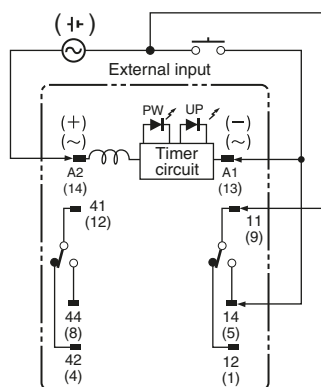 External input
(+) (~)
PW
UP
(−) (~)
Timer
circuit
A2
(14)
A1
(13)
41
(12)
11
(9)
44
(8)
14
(5)
42
(4)
12
(1)